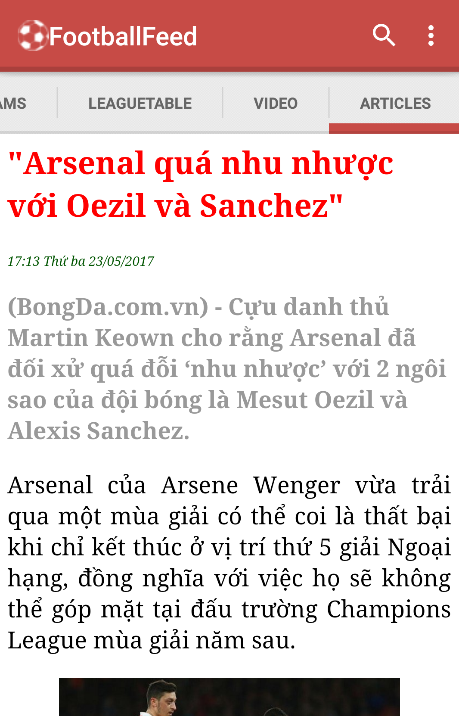 FootballFeed
AMS
LEAGUETABLE
VIDEO
ARTICLES
"Arsenal quá nhu nhược
với Oezil và Sanchez"
17:13 Thứ ba 23/05/2017
(BongDa.com.vn) - Cựu danh thủ
Martin Keown cho rằng Arsenal đã
đối xử quá đỗi ‘nhu nhược’ với 2 ngôi
sao của đội bóng là Mesut Oezil và
Alexis Sanchez.
Arsenal của Arsene Wenger vừa trải
qua một mùa giải có thể coi là thất bại
khi chỉ kết thúc ở vị trí thứ 5 giải Ngoại
hạng, đồng nghĩa với việc họ sẽ không
thể góp mặt tại đấu trường Champions
League mùa giải năm sau.